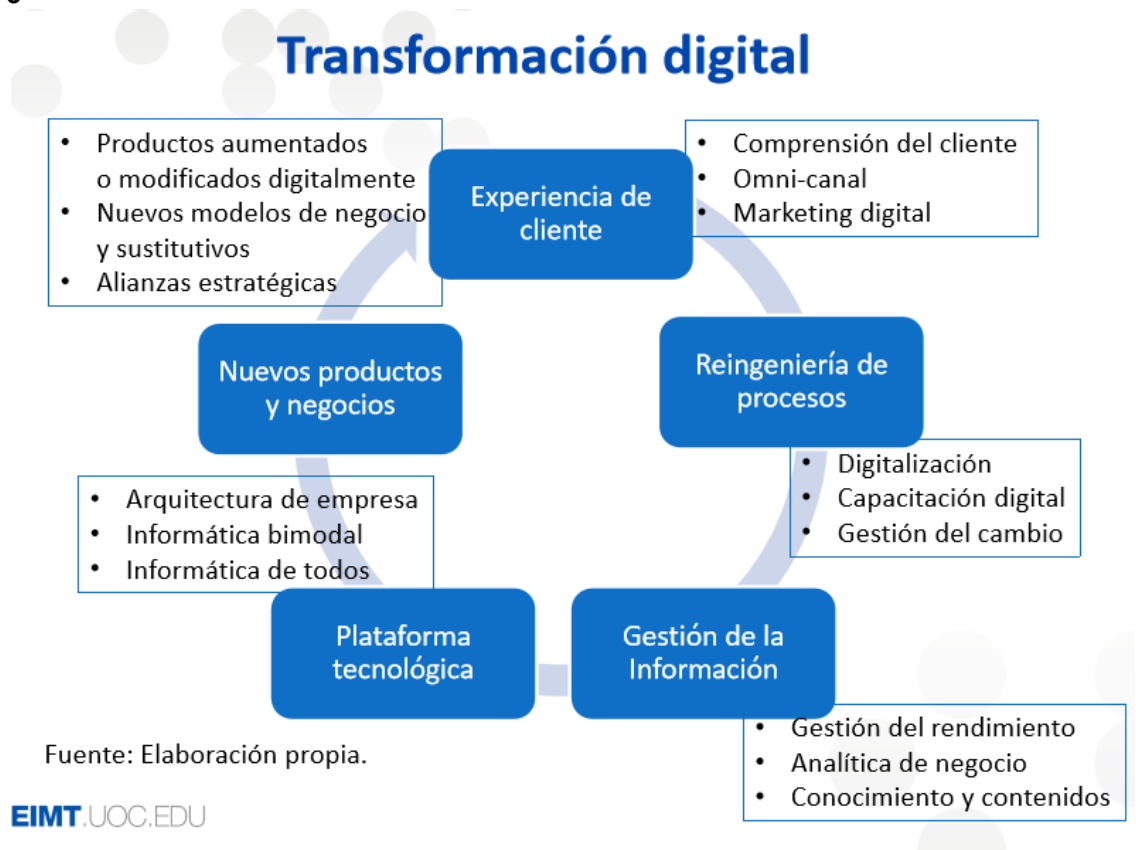 Transformación digital
• Productos aumentados
o modificados digitalmente
• Nuevos modelos de negocio
y sustitutivos
• Alianzas estratégicas
Experiencia de
cliente
• Comprensión del cliente
• Omni-canal
• Marketing digital
Nuevos productos
y negocios
Reingeniería de
procesos
• Arquitectura de empresa
• Informática bimodal
• Informática de todos
• Digitalización
• Capacitación digital
• Gestión del cambio
Plataforma
tecnológica
Gestión de la
Información
• Gestión del rendimiento
• Analítica de negocio
• Conocimiento y contenidos
Fuente: Elaboración propia.
EIMT.UOC.EDU